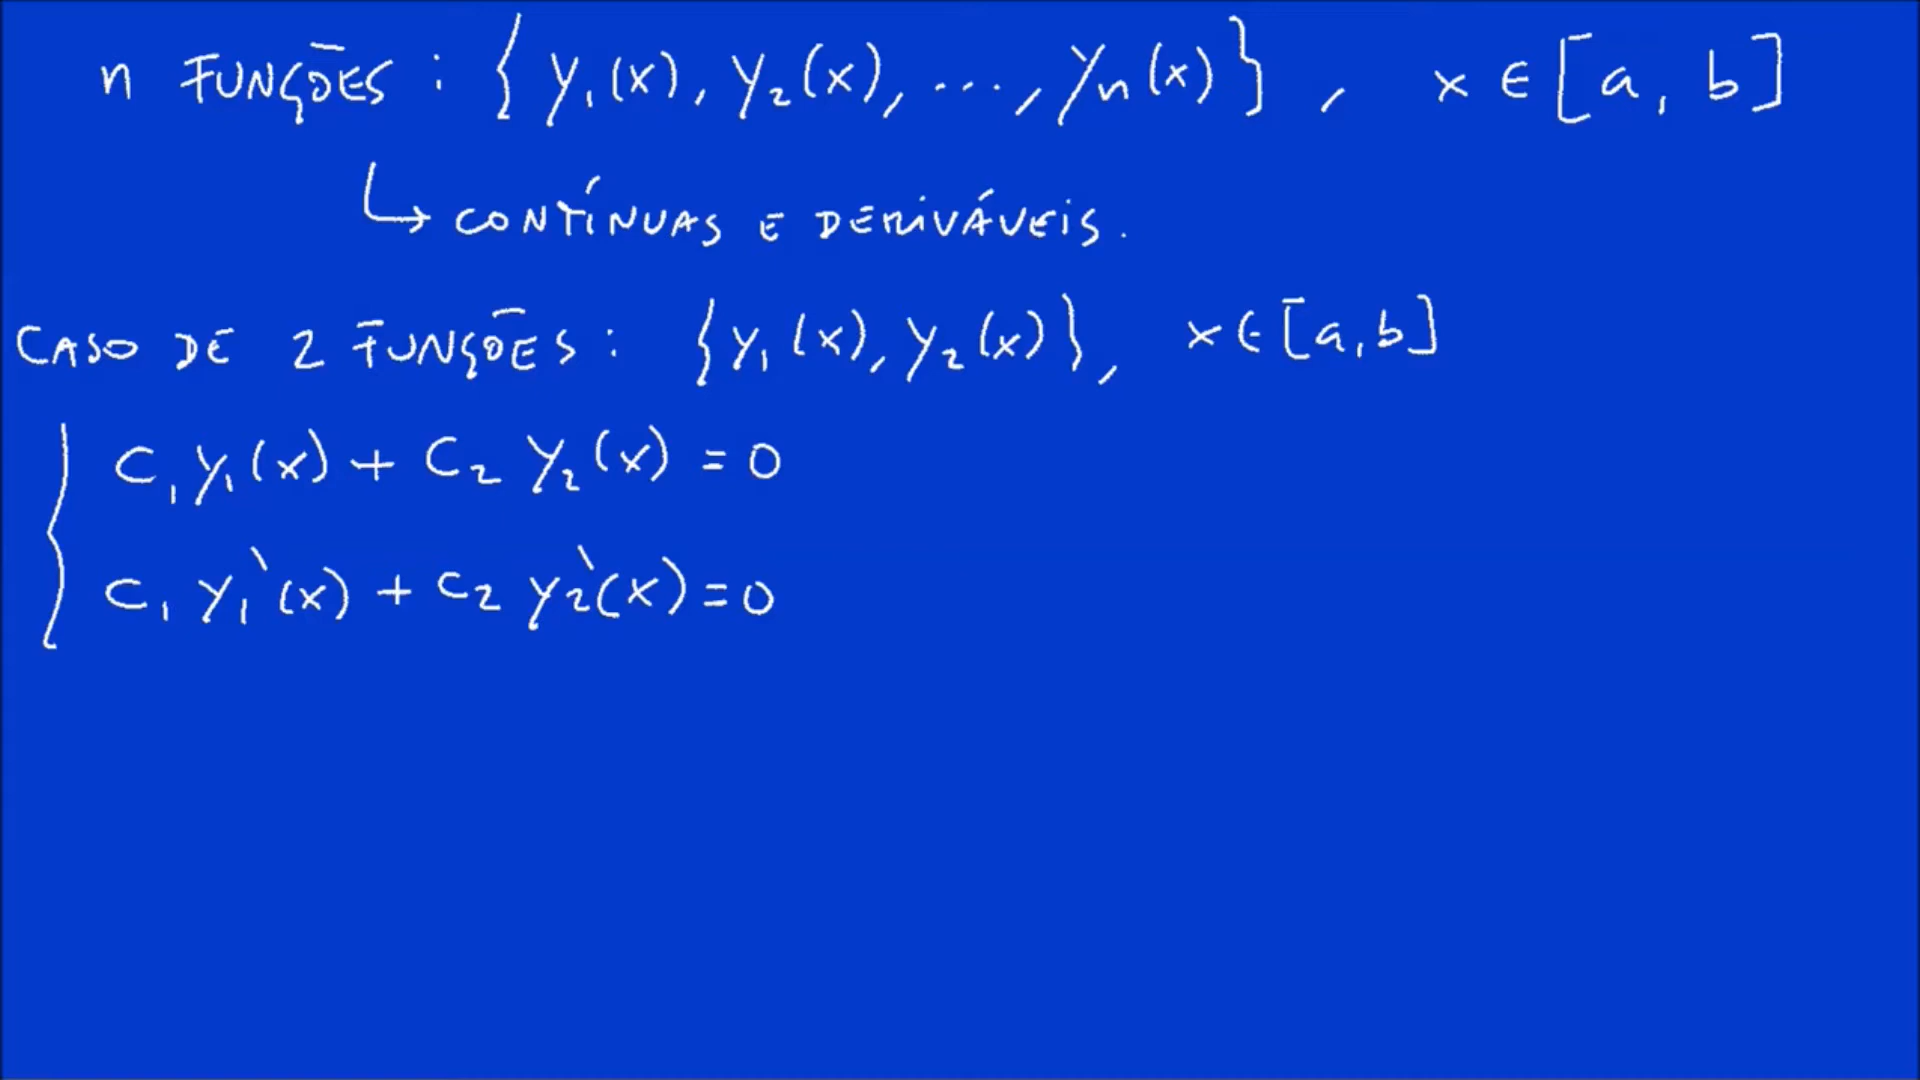 n FUNÇÕES : { y₁(x), y₂(x), ..., yₙ(x) } , x ∈ [a, b]
↳ CONTÍNUAS E DERIVÁVEIS.
CASO DE 2 FUNÇÕES : { y₁(x), y₂(x) }, x ∈ [a, b]
C₁ y₁(x) + C₂ y₂(x) = 0
C₁ y₁'(x) + C₂ y₂'(x) = 0